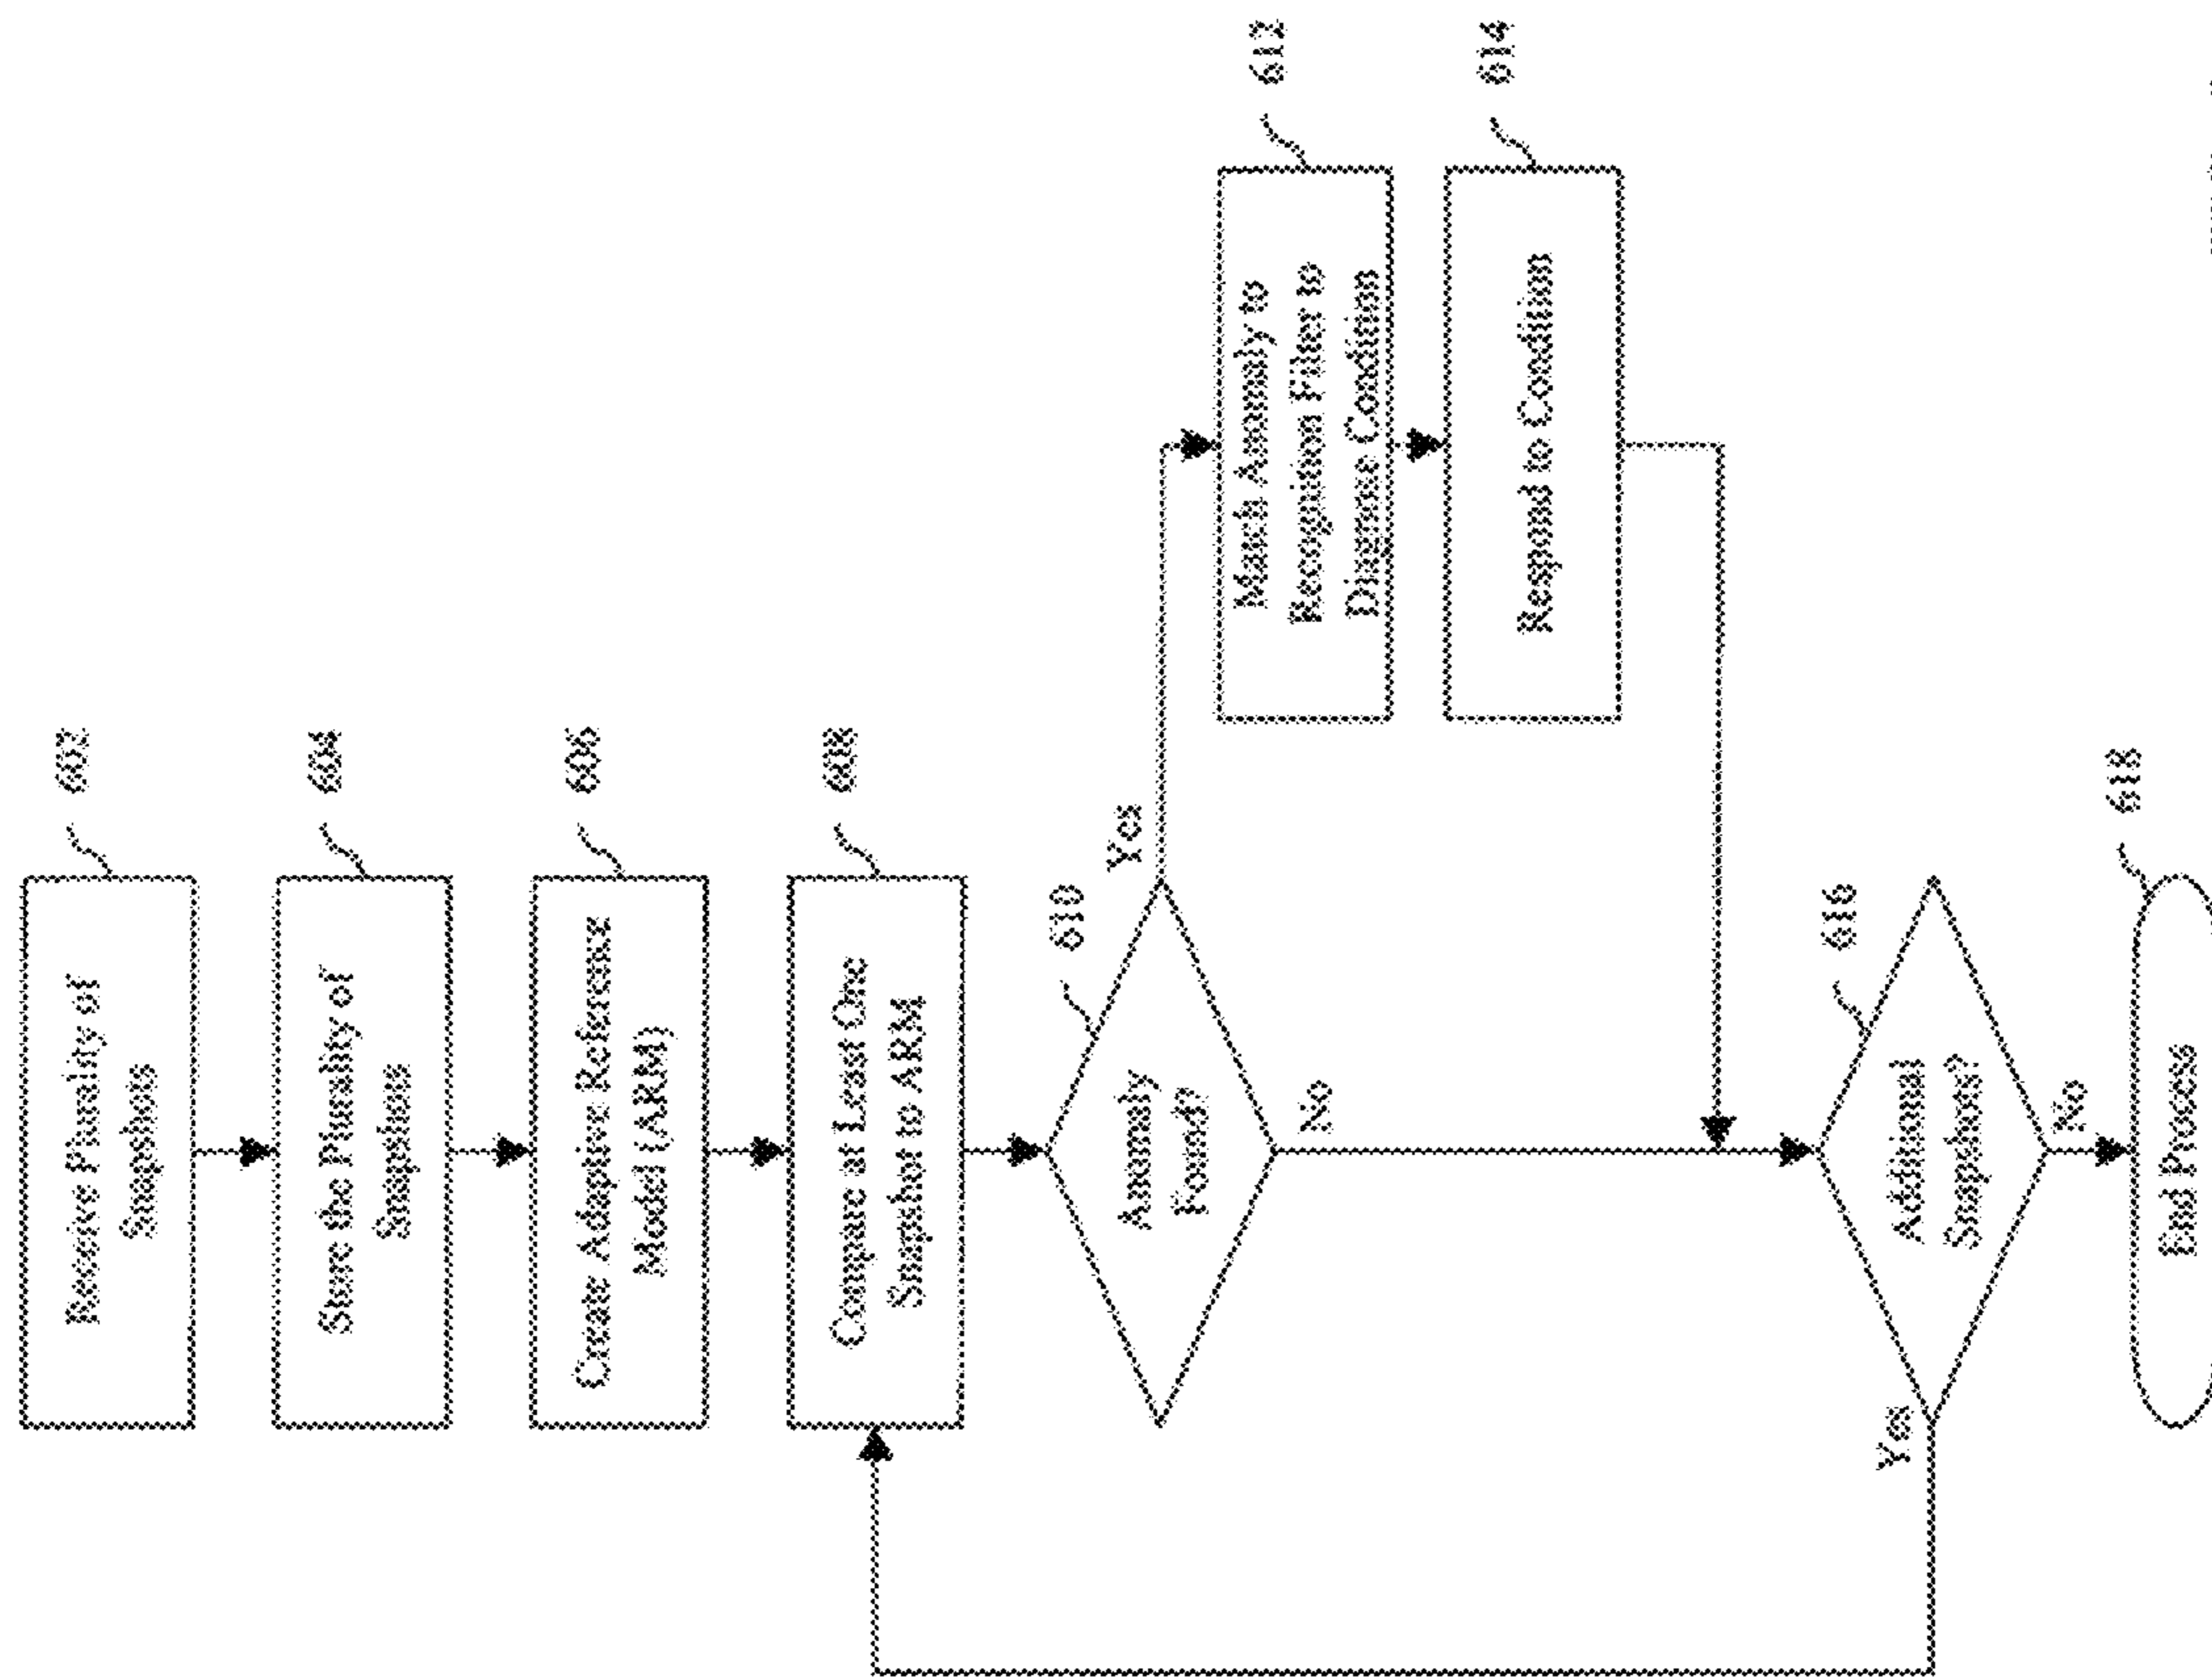 Receive Plurality of
Snapshots
602
Store the Plurality of
Snapshots
604
Create Adaptive Reference
Model (ARM)
606
Compare at Least One
Snapshot to ARM
608
Anomaly
Found?
610
Yes
No
Match Anomaly to
Recognition Filter to
Diagnose Condition
612
Respond to Condition
614
Additional
Snapshots?
616
Yes
No
End Process
618